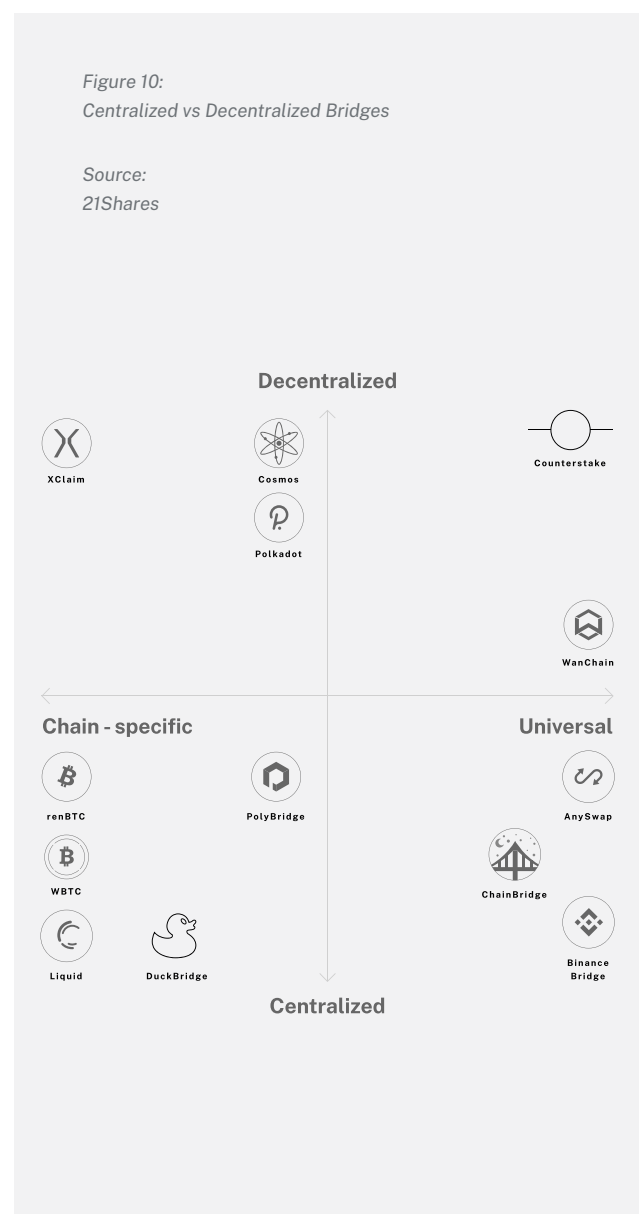 Figure 10:
Centralized vs Decentralized Bridges
Source:
21Shares
Decentralized
XClaim
Cosmos
Counterstake
Polkadot
WanChain
Chain - specific
Universal
renBTC
PolyBridge
AnySwap
WBTC
ChainBridge
Liquid
DuckBridge
Binance
Bridge
Centralized